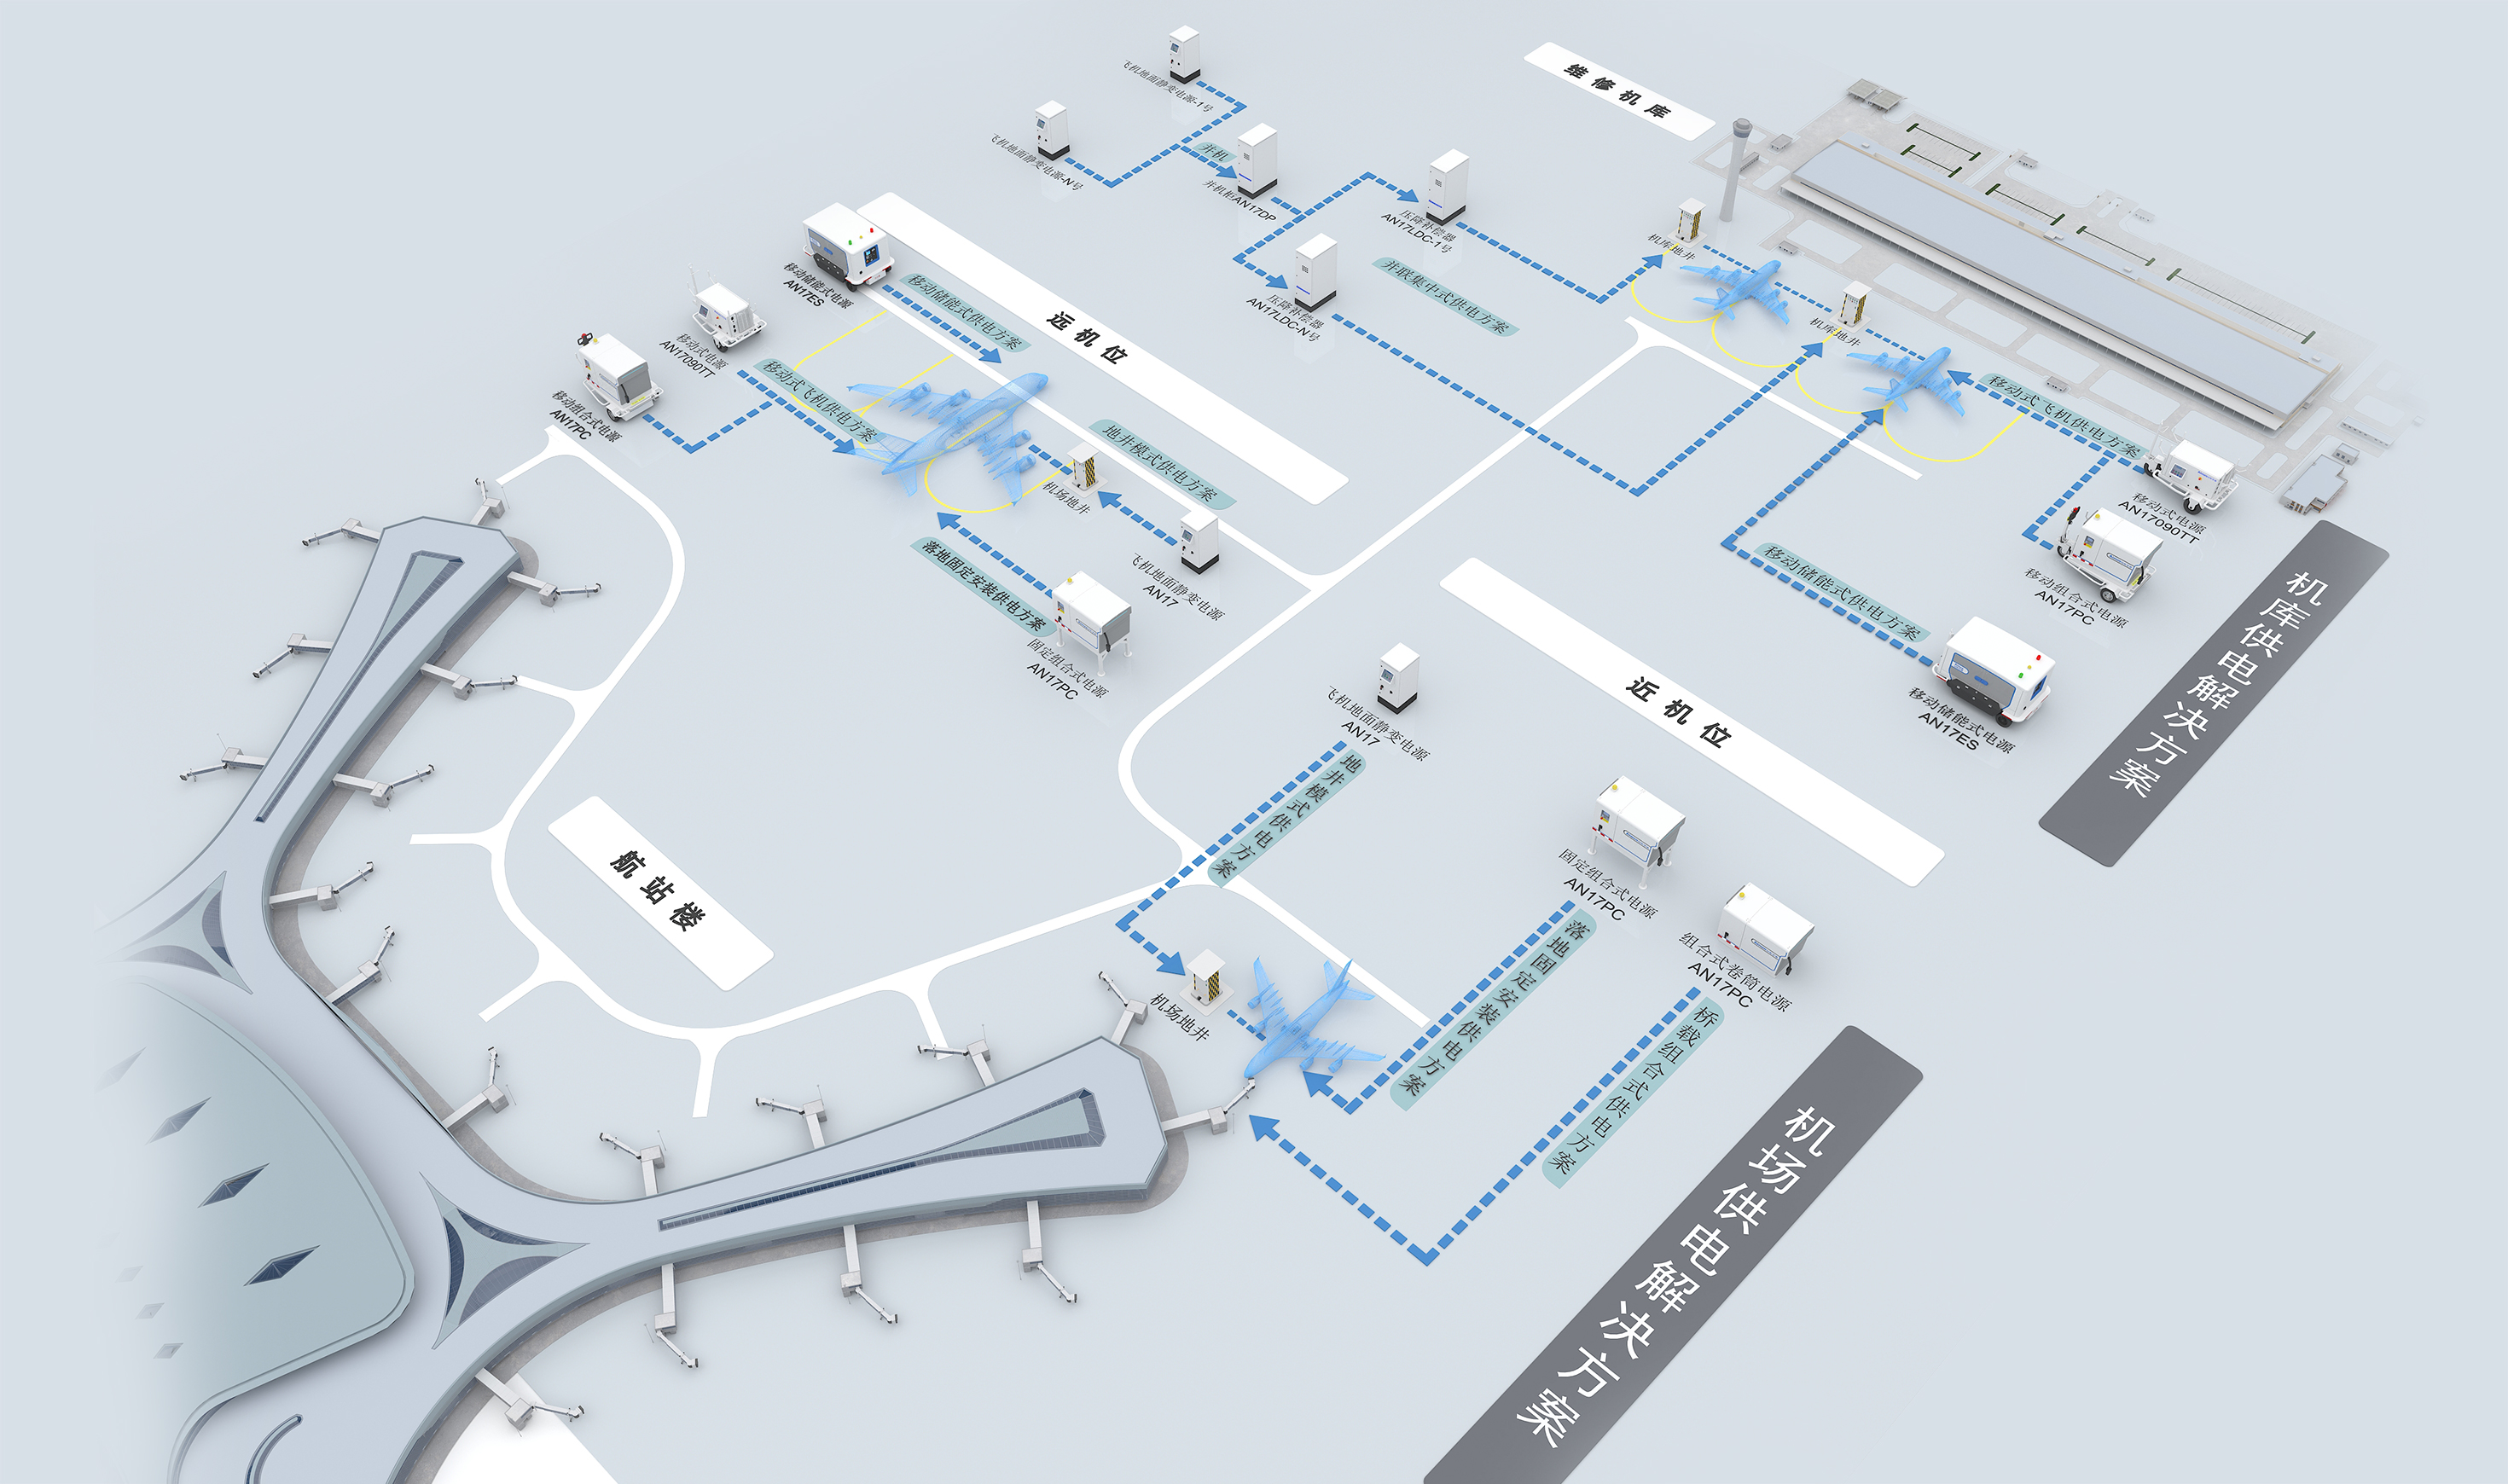 飞机地面静变电源-1号
飞机地面静变电源-N号
并机
并机柜AN17DP
压降补偿器
AN17LDC-1号
压降补偿器
AN17LDC-N号
并联集中式供电方案
维修机库
机库地井
机库地井
移动式飞机供电方案
移动式电源
AN17090TT
移动组合式电源
AN17PC
移动储能式供电方案
移动储能式电源
AN17ES
机库供电解决方案
移动储能式电源
AN17ES
移动储能式供电方案
远机位
移动式电源
AN17090TT
移动式飞机供电方案
移动组合式电源
AN17PC
地井模式供电方案
机场地井
飞机地面静变电源
AN17
落地固定安装供电方案
固定组合式电源
AN17PC
近机位
飞机地面静变电源
AN17
地井模式供电方案
机场地井
固定组合式电源
AN17PC
落地固定安装供电方案
组合式卷筒电源
AN17PC
桥载组合式供电方案
航站楼
机场供电解决方案